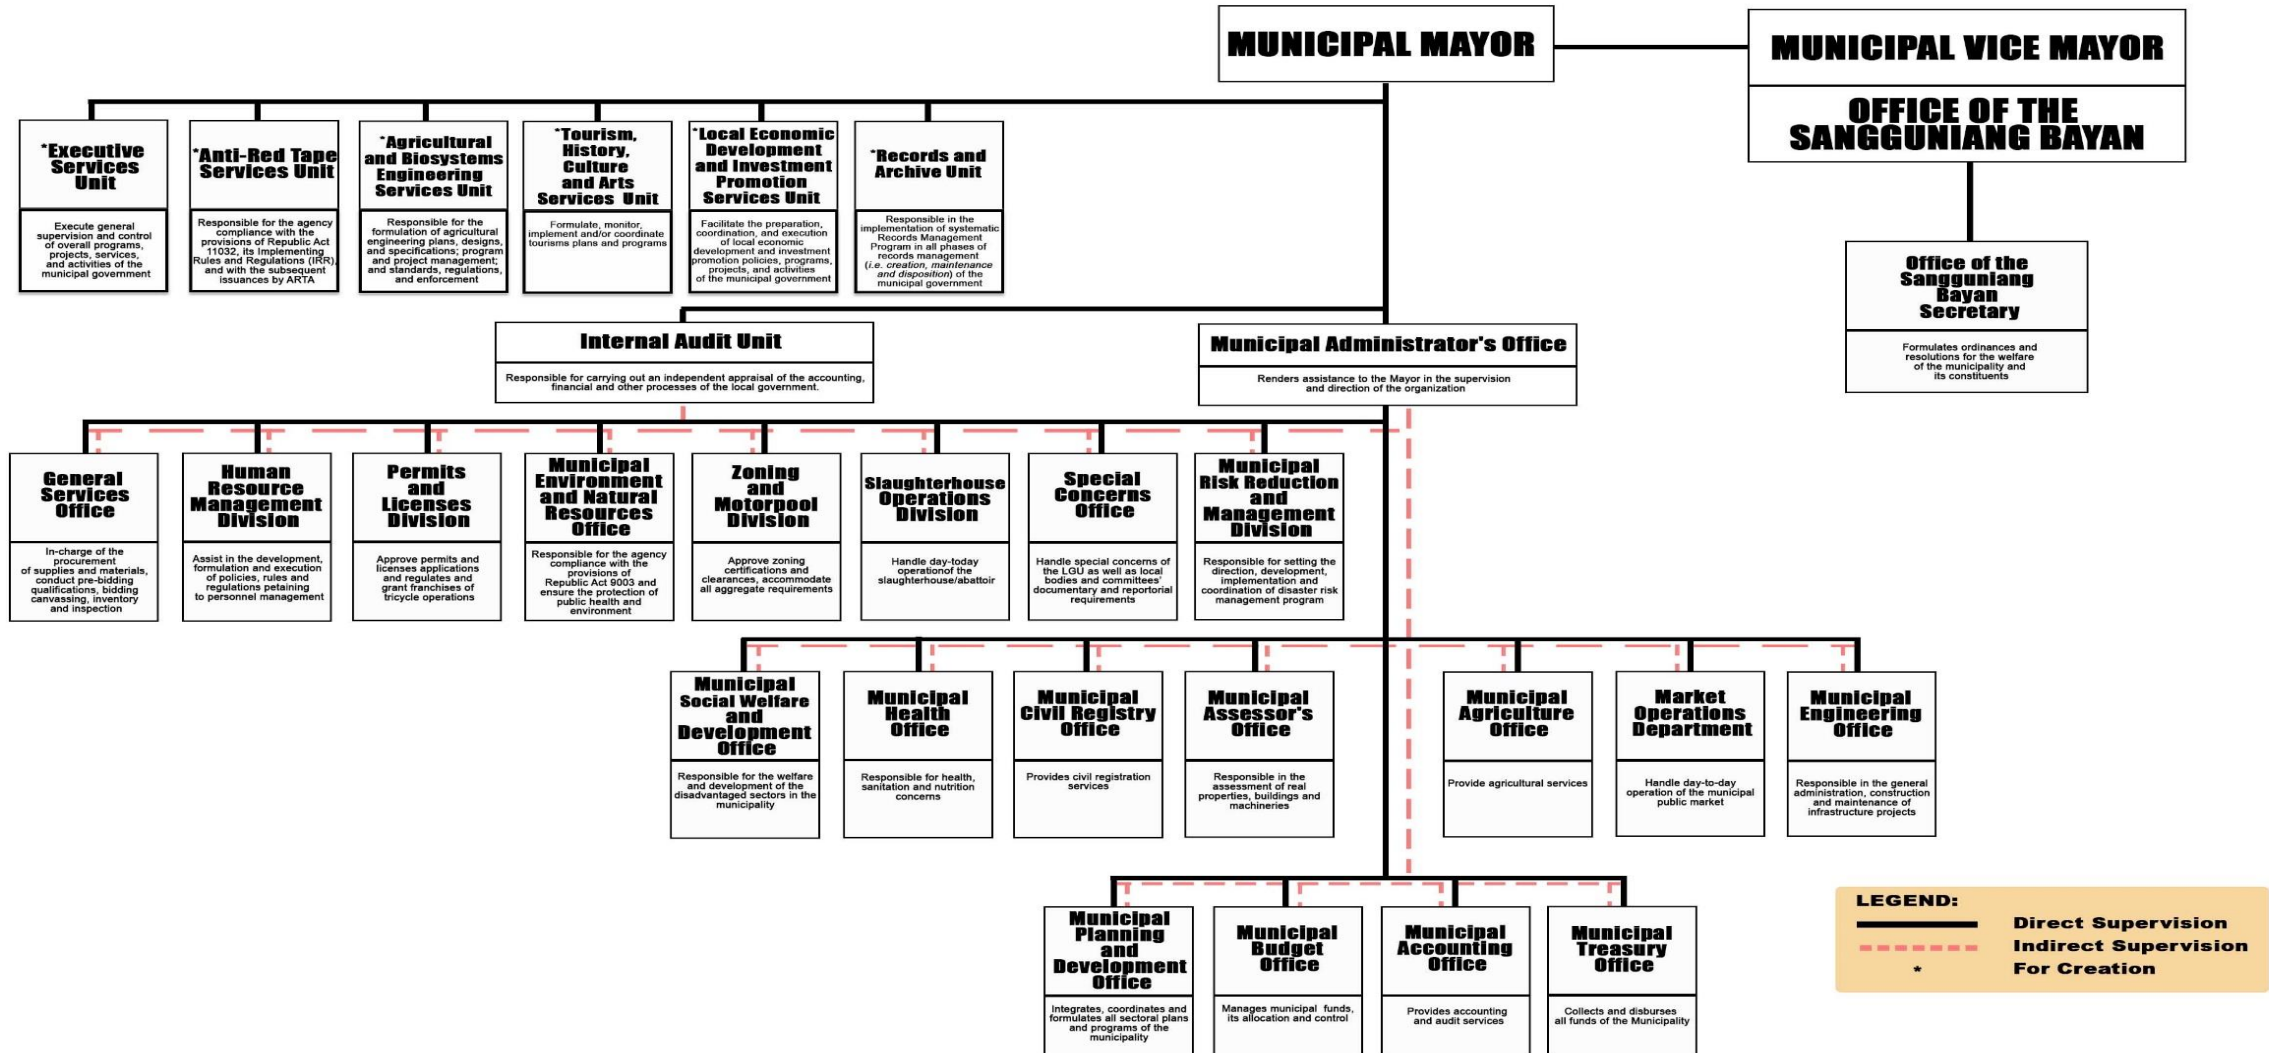 MUNICIPAL MAYOR
MUNICIPAL VICE MAYOR
OFFICE OF THE
SANGGUNIANG BAYAN
*Executive
Services
Unit
Execute general
supervision and control
of overall programs,
projects, services,
and activities of the
municipal government
*Anti-Red Tape
Services Unit
Responsible for the agency
compliance with the
provisions of Republic Act
11032, its Implementing
Rules and Regulations (IRR),
and with the subsequent
issuances by ARTA
*Agricultural
and Biosystems
Engineering
Services Unit
Responsible for the
formulation of agricultural
engineering plans, designs,
and specifications; program
and project management;
and standards, regulations,
and enforcement
*Tourism,
History,
Culture
and Arts
Services Unit
Formulate, monitor,
implement and/or coordinate
tourisms plans and programs
*Local Economic
Development
and Investment
Promotion
Services Unit
Facilitate the preparation,
coordination, and execution
of local economic
development and investment
promotion policies, programs,
projects, and activities
of the municipal government
*Records and
Archive Unit
Responsible in the
implementation of systematic
Records Management
Program in all phases of
records management
(i.e. creation, maintenance
and disposition) of the
municipal government
Office of the
Sangguniang
Bayan
Secretary
Formulates ordinances and
resolutions for the welfare
of the municipality and
its constituents
Internal Audit Unit
Responsible for carrying out an independent appraisal of the accounting,
financial and other processes of the local government.
Municipal Administrator's Office
Renders assistance to the Mayor in the supervision
and direction of the organization
General
Services
Office
In-charge of the
procurement
of supplies and materials,
conduct pre-bidding
qualifications, bidding
canvassing, inventory
and inspection
Human
Resource
Management
Division
Assist in the development,
formulation and execution
of policies, rules and
regulations petaining
to personnel management
Permits
and
Licenses
Division
Approve permits and
licenses applications
and regulates and
grant franchises of
tricycle operations
Municipal
Environment
and Natural
Resources
Office
Responsible for the agency
compliance with the
provisions of
Republic Act 9003 and
ensure the protection of
public health and
environment
Zoning
and
Motorpool
Division
Approve zoning
certifications and
clearances, accommodate
all aggregate requirements
Slaughterhouse
Operations
Division
Handle day-today
operationof the
slaughterhouse/abattoir
Special
Concerns
Office
Handle special concerns
of the LGU as well as local
bodies and committees'
documentary and reportorial
requirements
Municipal
Risk Reduction
and
Management
Division
Responsible for setting the
direction, development,
implementation and
coordination of disaster risk
management program
Municipal
Social Welfare
and
Development
Office
Responsible for the welfare
and development of the
disadvantaged sectors in the
municipality
Municipal
Health
Office
Responsible for health,
sanitation and nutrition
concerns
Municipal
Civil Registry
Office
Provides civil registration
services
Municipal
Assessor's
Office
Responsible in the
assessment of real
properties, buildings and
machineries
Municipal
Agriculture
Office
Provide agricultural services
Market
Operations
Department
Handle day-to-day
operation of the municipal
public market
Municipal
Engineering
Office
Responsible in the general
administration, construction
and maintenance of
infrastructure projects
Municipal
Planning
and
Development
Office
Integrates, coordinates and
formulates all sectoral plans
and programs of the
municipality
Municipal
Budget
Office
Manages municipal funds,
its allocation and control
Municipal
Accounting
Office
Provides accounting
and audit services
Municipal
Treasury
Office
Collects and disburses
all funds of the Municipality
LEGEND:
Direct Supervision
Indirect Supervision
* For Creation